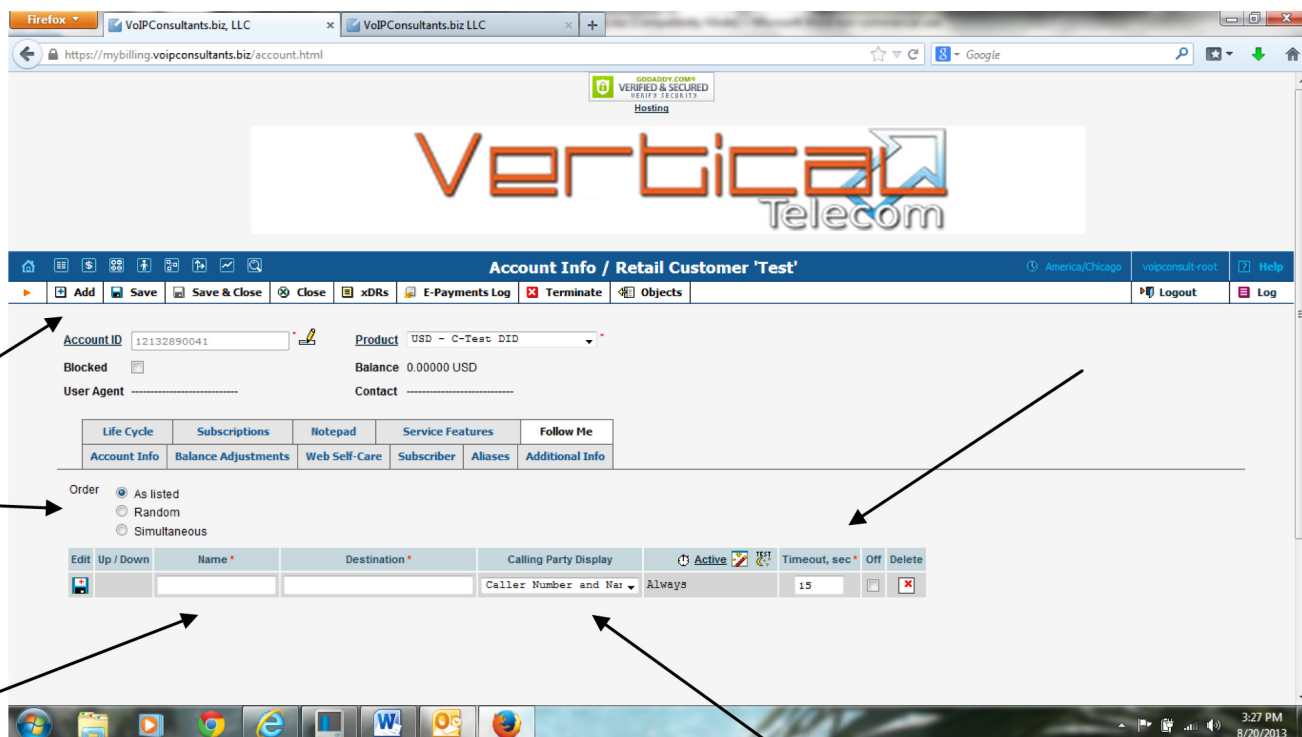 Firefox
VoIPConsultants.biz, LLC × VoIPConsultants.biz LLC × +
https://mybilling.voipconsultants.biz/account.html Google
GODADDY.COM®
VERIFIED & SECURED
VERIFY SECURITY
Hosting
Vertical
Telecom
Account Info / Retail Customer 'Test' America/Chicago voipconsult-root Help
Add Save Save & Close Close xDRs E-Payments Log Terminate Objects Logout Log
Account ID 12132890041 * Product USD - C-Test DID *
Blocked Balance 0.00000 USD
User Agent ---------------------------- Contact ----------------------------
Life Cycle Subscriptions Notepad Service Features Follow Me
Account Info Balance Adjustments Web Self-Care Subscriber Aliases Additional Info
Order As listed
Random
Simultaneous
Edit Up / Down Name * Destination * Calling Party Display Active TEST Timeout, sec * Off Delete
Caller Number and Nar Always 15
3:27 PM
8/20/2013